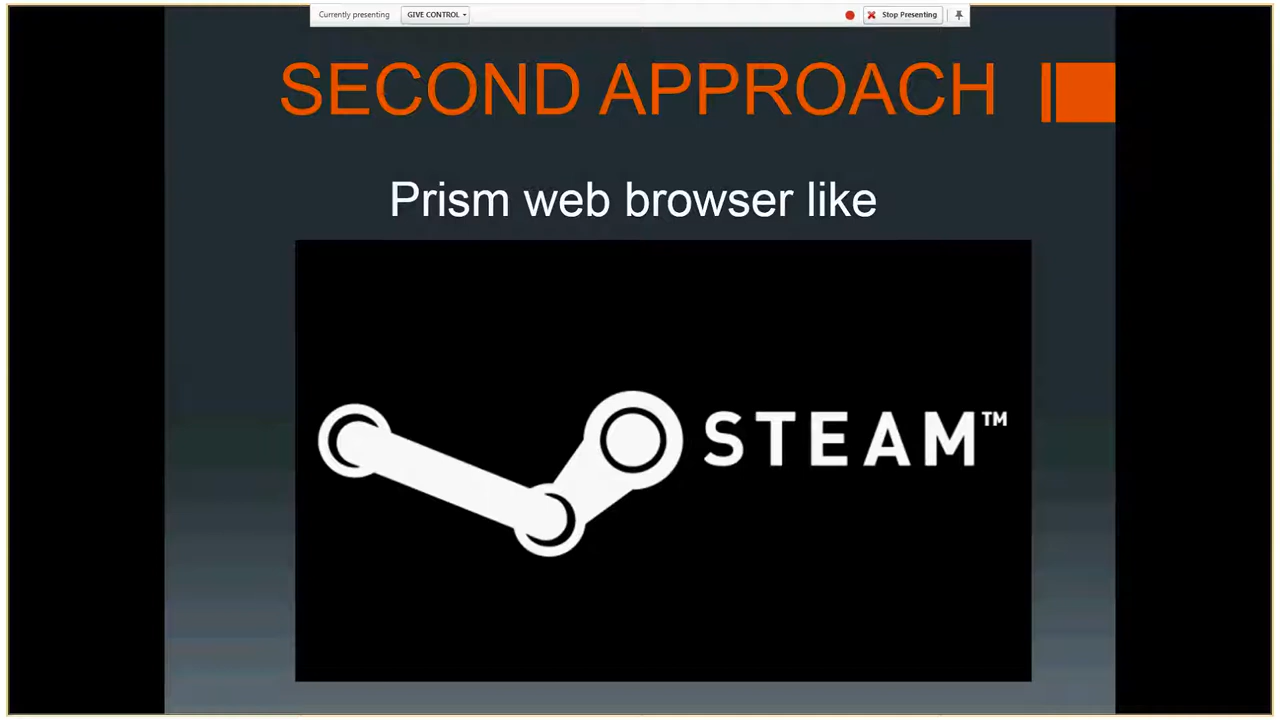 Currently presenting GIVE CONTROL Stop Presenting
SECOND APPROACH
Prism web browser like
STEAM™